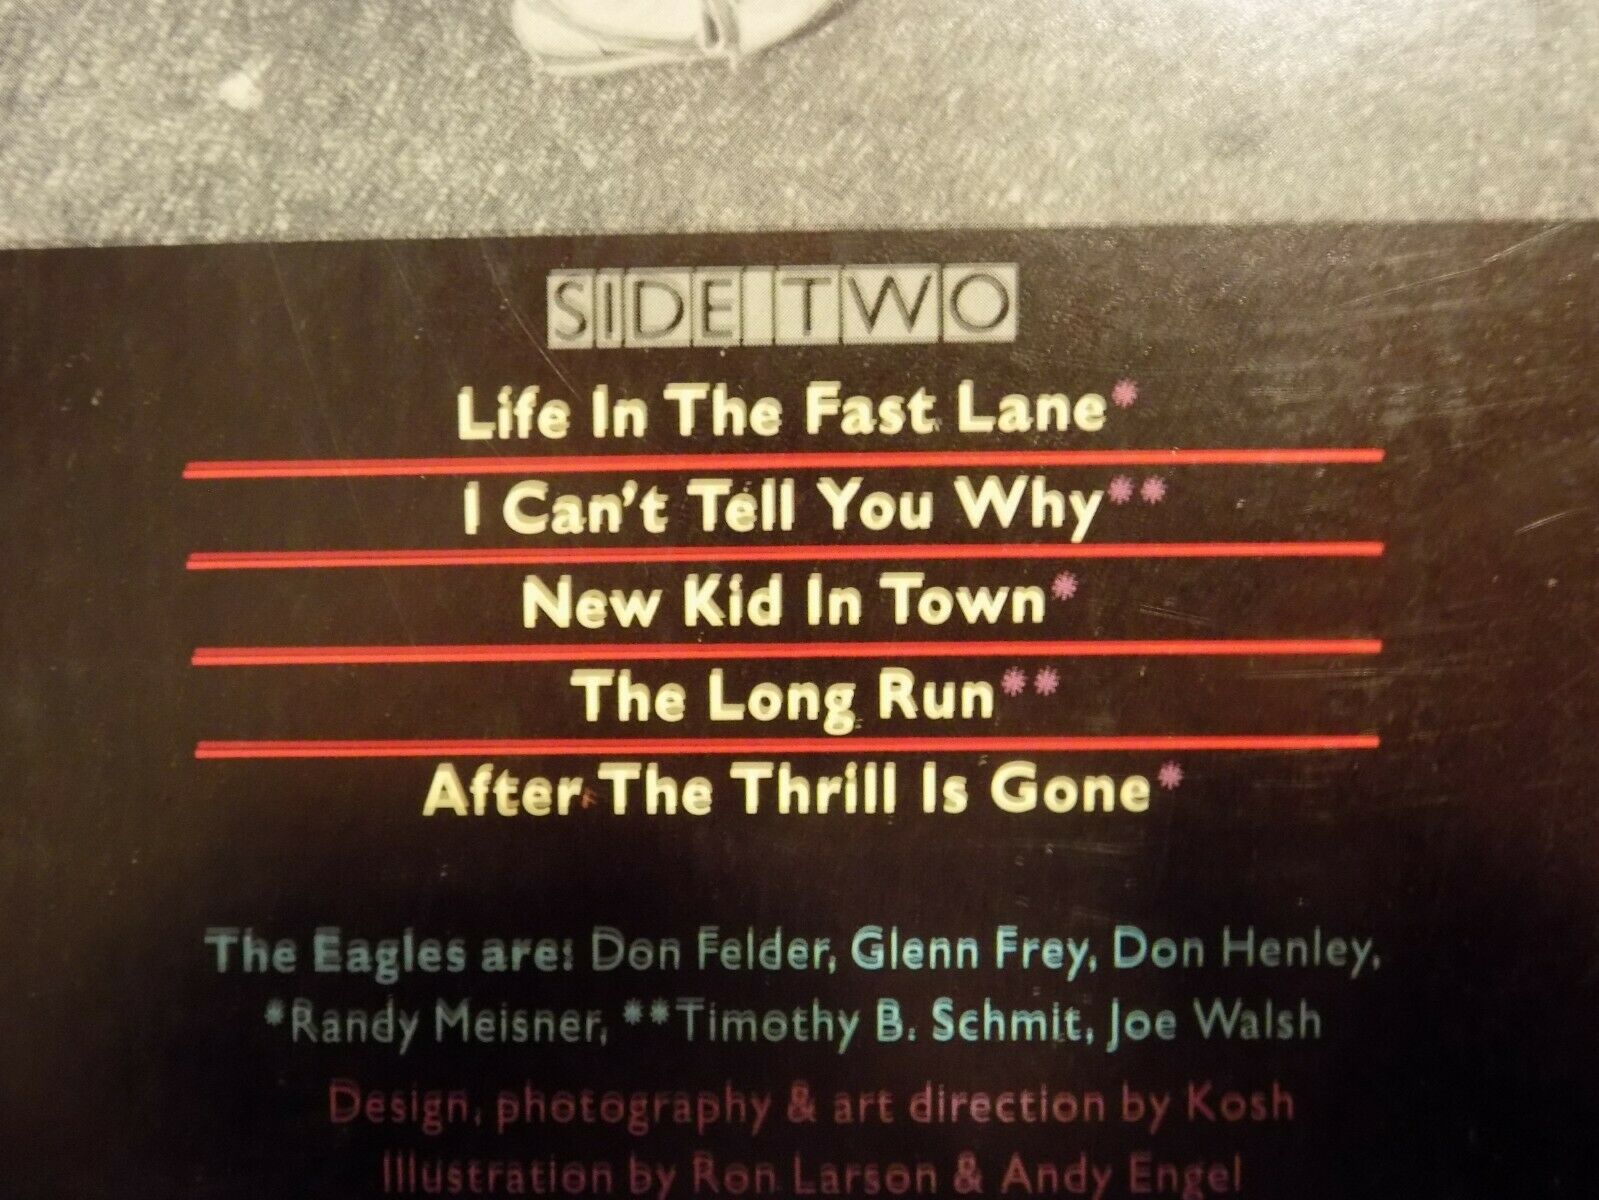 SIDE TWO
Life In The Fast Lane*
I Can't Tell You Why**
New Kid In Town*
The Long Run**
After The Thrill Is Gone*
The Eagles are: Don Felder, Glenn Frey, Don Henley,
*Randy Meisner, **Timothy B. Schmit, Joe Walsh
Design, photography & art direction by Kosh
Illustration by Ron Larson & Andy Engel